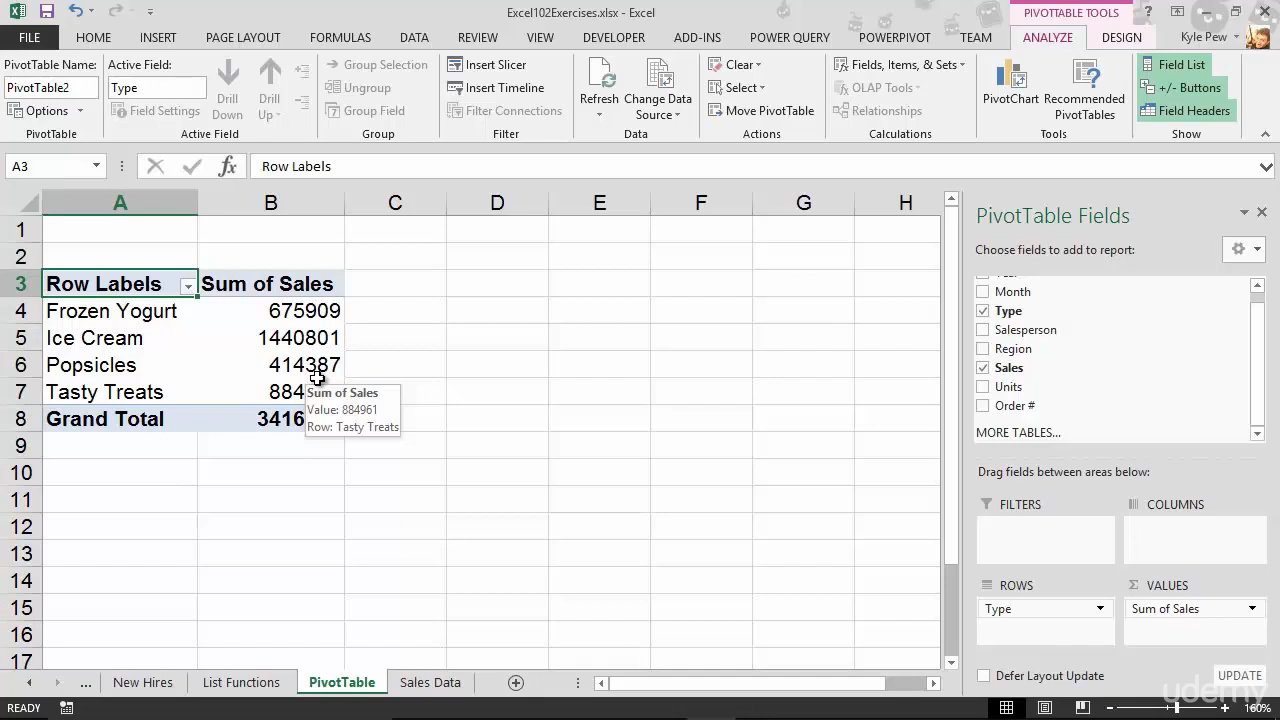 Excel102Exercises.xlsx - Excel
PIVOTTABLE TOOLS
FILE HOME INSERT PAGE LAYOUT FORMULAS DATA REVIEW VIEW DEVELOPER ADD-INS POWER QUERY POWERPIVOT TEAM ANALYZE DESIGN Kyle Pew
PivotTable Name:
PivotTable2
Options
PivotTable
Active Field:
Type
Field Settings
Drill Down
Drill Up
Active Field
Group Selection
Ungroup
Group Field
Group
Insert Slicer
Insert Timeline
Filter Connections
Filter
Refresh
Change Data Source
Data
Clear
Select
Move PivotTable
Actions
Fields, Items, & Sets
OLAP Tools
Relationships
Calculations
PivotChart
Recommended PivotTables
Tools
Field List
+/- Buttons
Field Headers
Show
A3
fx
Row Labels
A B C D E F G H
1
2
3 Row Labels Sum of Sales
4 Frozen Yogurt 675909
5 Ice Cream 1440801
6 Popsicles 414387
7 Tasty Treats 884
8 Grand Total 3416
9
10
11
12
13
14
15
16
17
Sum of Sales
Value: 884961
Row: Tasty Treats
PivotTable Fields
Choose fields to add to report:
Month
Type
Salesperson
Region
Sales
Units
Order #
MORE TABLES...
Drag fields between areas below:
FILTERS
COLUMNS
ROWS
VALUES
Type
Sum of Sales
Defer Layout Update
UPDATE
... New Hires List Functions PivotTable Sales Data
udemy
READY
160%